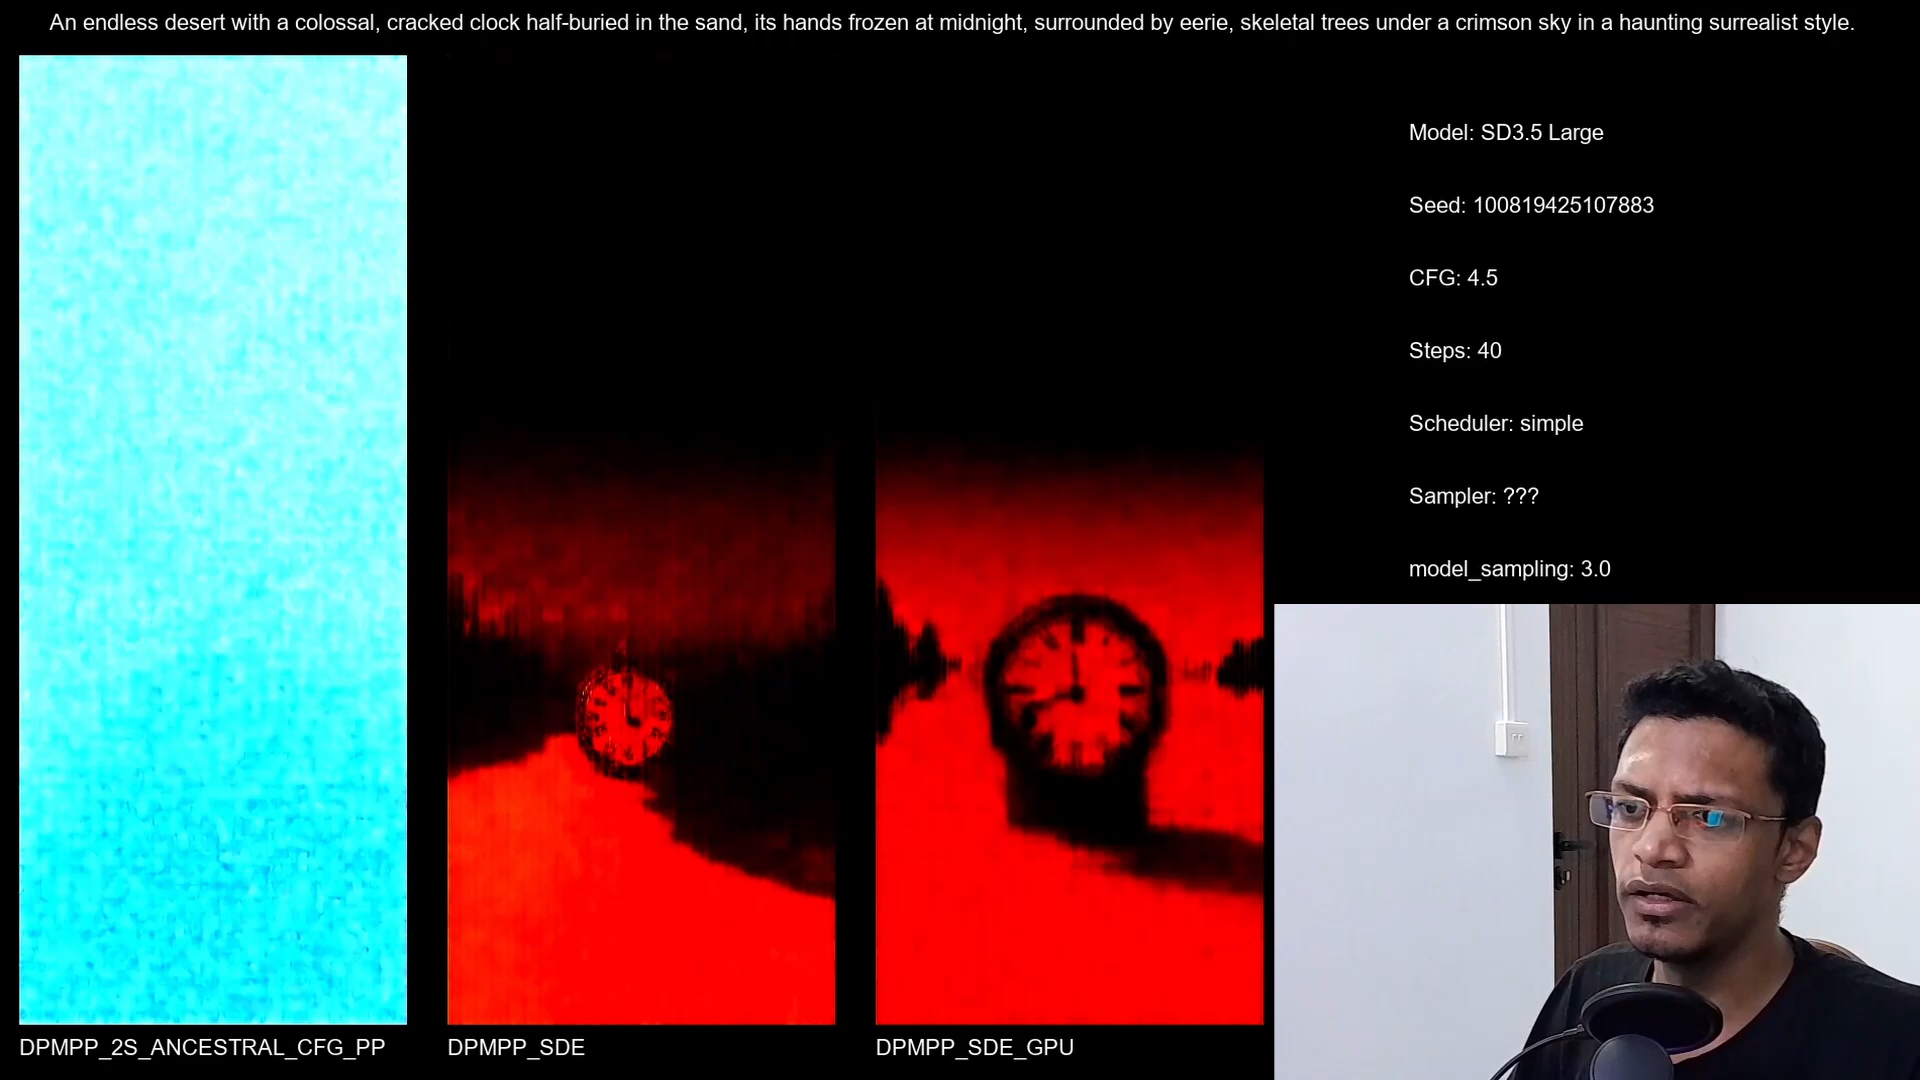 An endless desert with a colossal, cracked clock half-buried in the sand, its hands frozen at midnight, surrounded by eerie, skeletal trees under a crimson sky in a haunting surrealist style.
Model: SD3.5 Large
Seed: 100819425107883
CFG: 4.5
Steps: 40
Scheduler: simple
Sampler: ???
model_sampling: 3.0
DPMPP_2S_ANCESTRAL_CFG_PP
DPMPP_SDE
DPMPP_SDE_GPU